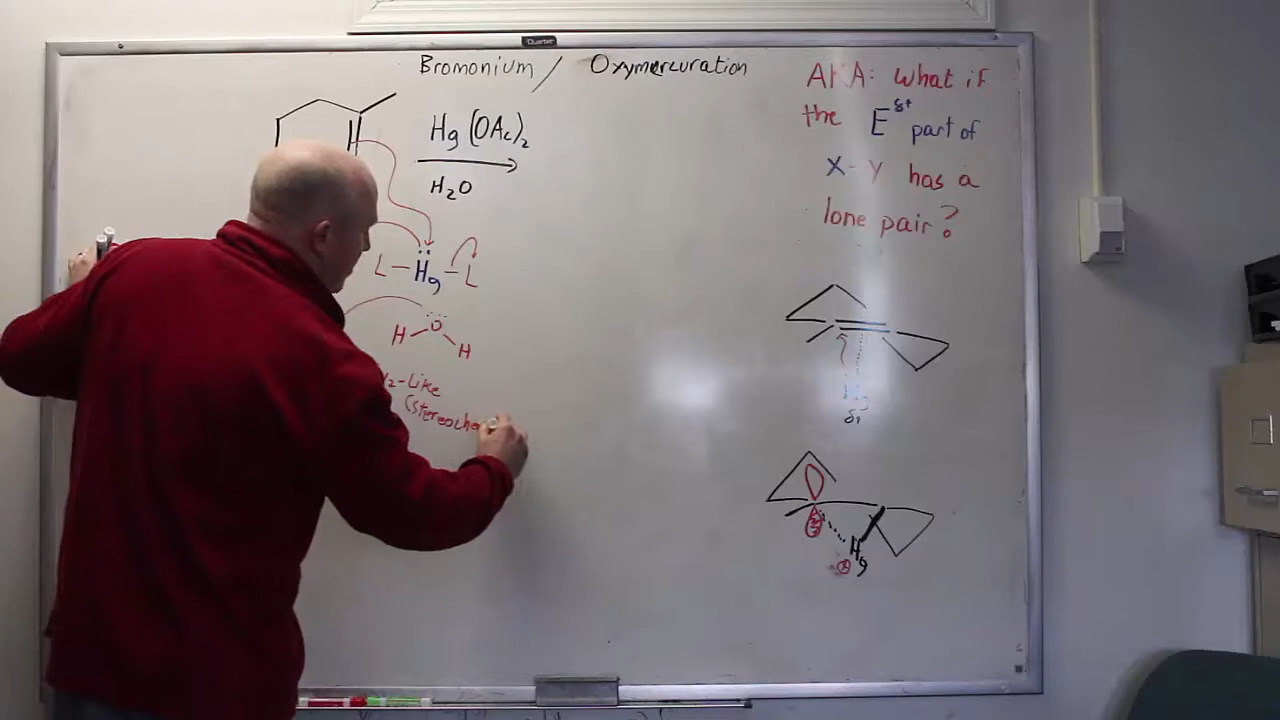 Quartet
Bromonium / Oxymercuration
Hg(OAc)₂
H₂O
L-Hg-L
H O H
-Like
(stereoche
AKA: What if
the E δ+ part of
X-Y has a
lone pair?
δ+
Hg